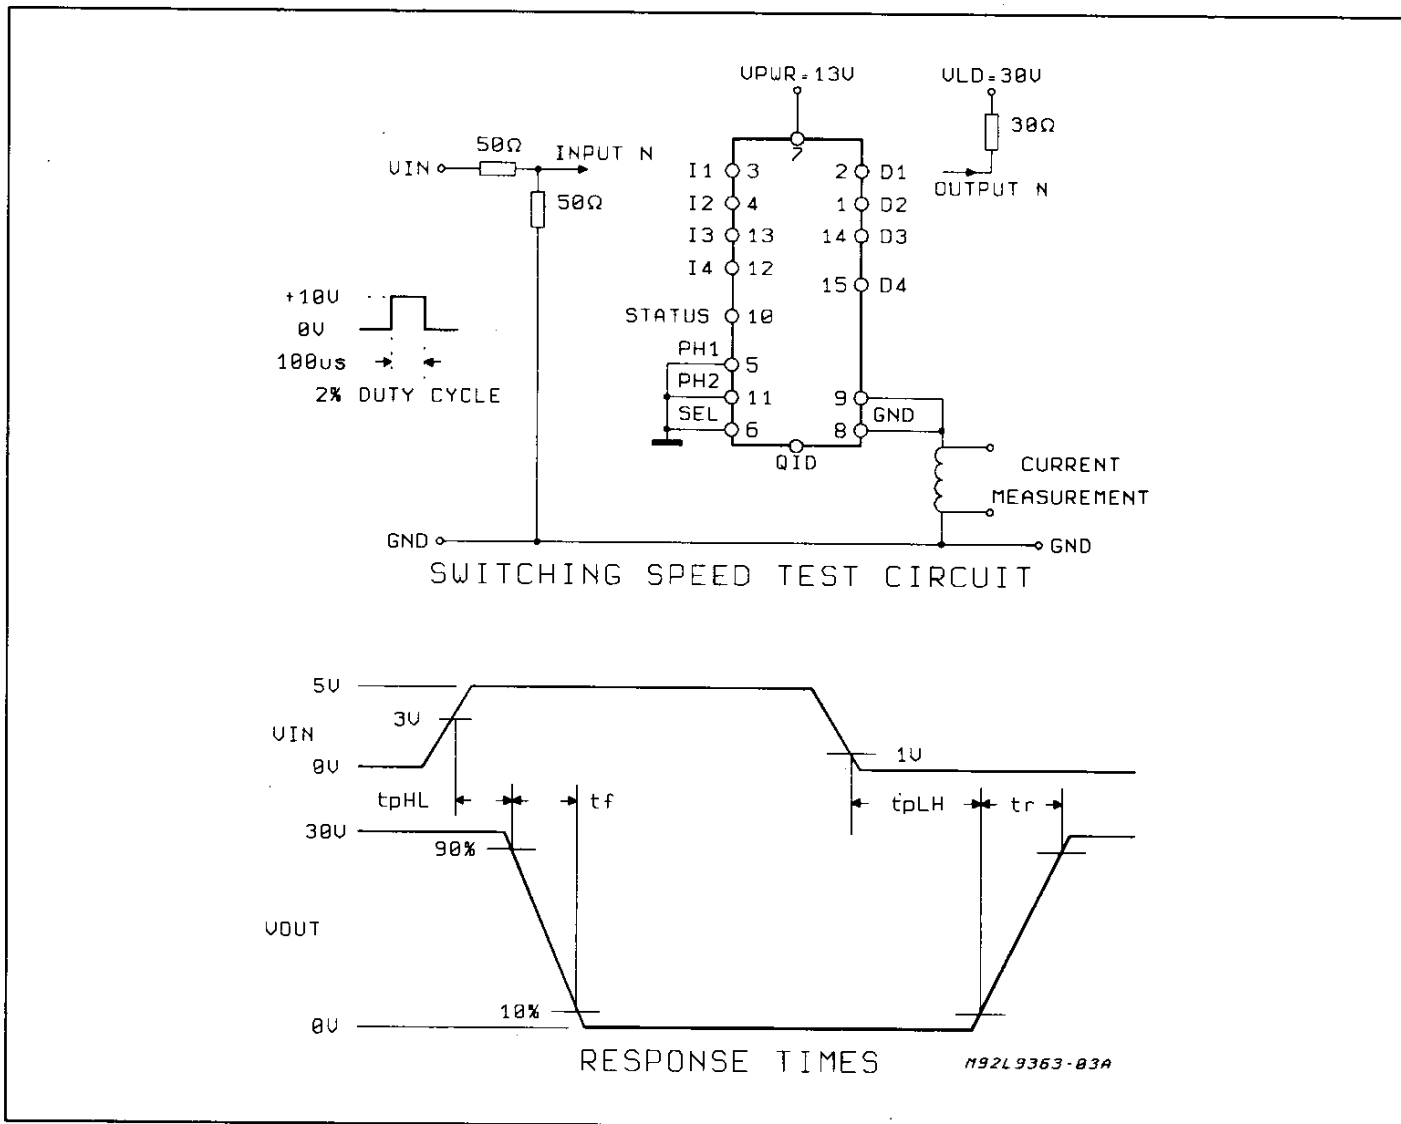 VPWR=13V
VLD=30V
30Ω
50Ω
VIN
INPUT N
50Ω
7
I1 3
2 D1
OUTPUT N
I2 4
1 D2
I3 13
14 D3
I4 12
15 D4
+10V
0V
100us
2% DUTY CYCLE
STATUS 10
PH1
5
PH2
11
9
SEL
GND
6
8
QID
CURRENT
MEASUREMENT
GND
GND
SWITCHING SPEED TEST CIRCUIT
5V
3V
VIN
1V
0V
tpHL
tf
tpLH
tr
30V
90%
VOUT
10%
0V
RESPONSE TIMES
M92L9363-03A